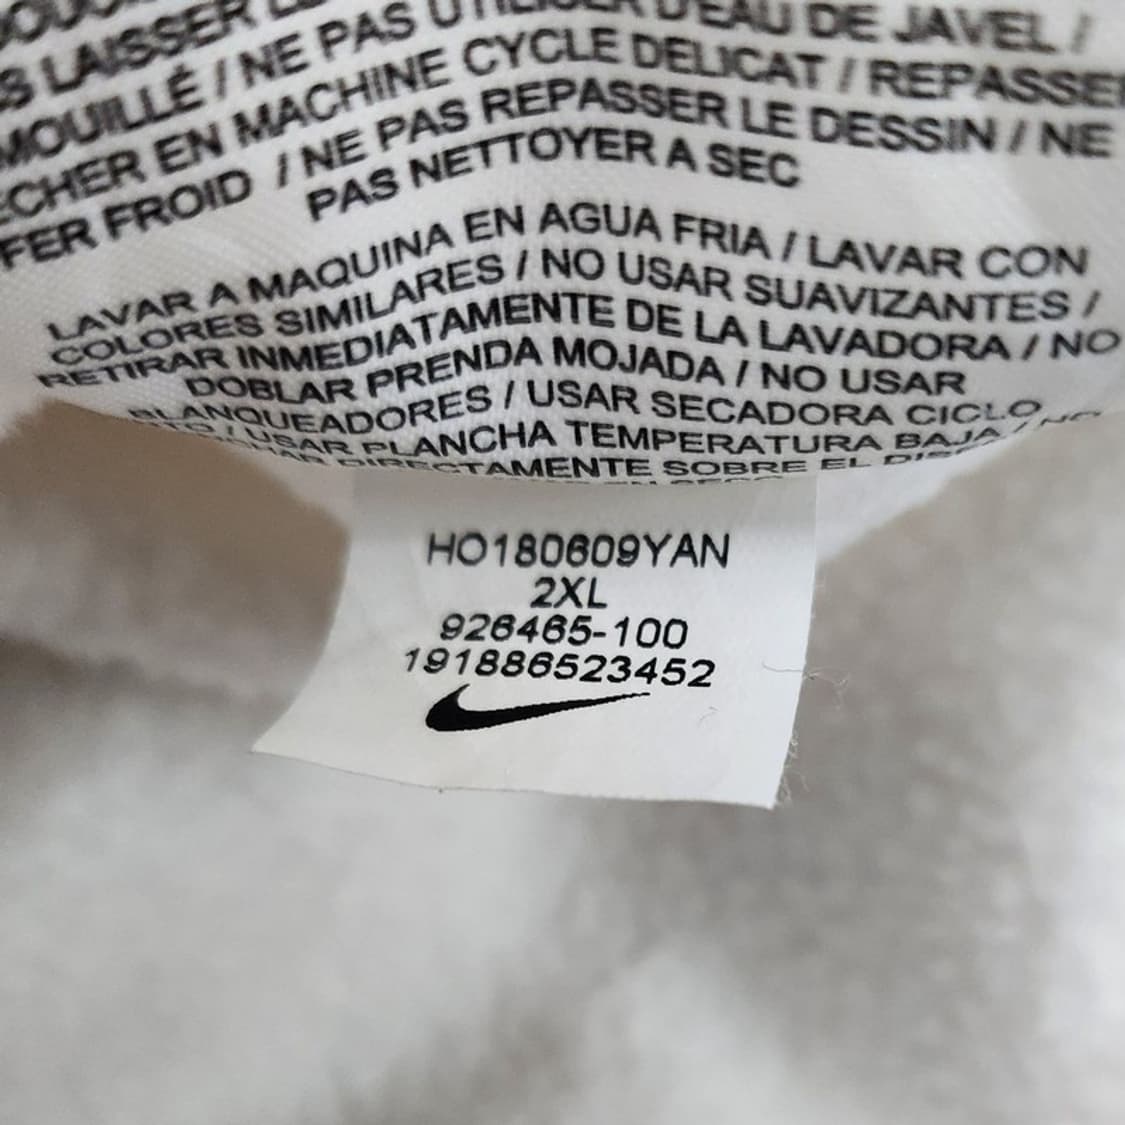 S LAISSER
MOUILLÉ / NE PAS UTILISER D'EAU DE JAVEL /
ECHER EN MACHINE CYCLE DELICAT / REPASSER
FER FROID / NE PAS REPASSER LE DESSIN / NE
PAS NETTOYER A SEC
LAVAR A MAQUINA EN AGUA FRIA / LAVAR CON
COLORES SIMILARES / NO USAR SUAVIZANTES /
RETIRAR INMEDIATAMENTE DE LA LAVADORA / NO
DOBLAR PRENDA MOJADA / NO USAR
BLANQUEADORES / USAR SECADORA CICLO
/ USAR PLANCHA TEMPERATURA BAJA / NO
DIRECTAMENTE SOBRE EL
HO180609YAN
2XL
926465-100
191886523452